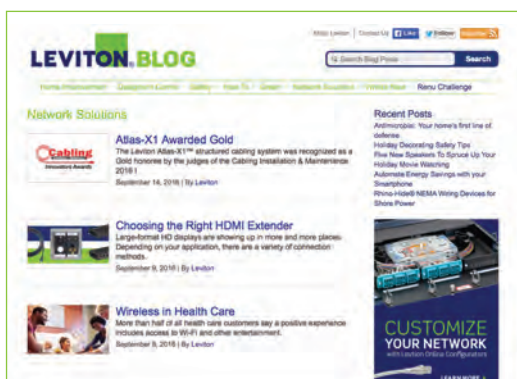 Contact Us
Like
Follow
LEVITON. BLOG
Search Blog Posts
Search
Home Improvement
Safety
How To
Green
Network Solutions
Renu Challenge
Network Solutions
Cabling
Innovators Awards
Atlas-X1 Awarded Gold
The Leviton Atlas-X1™ structured cabling system was recognized as a
Gold honoree by the judges of the Cabling Installation & Maintenance
2016 I
September 14, 2016 | By Leviton
Choosing the Right HDMI Extender
Large-format HD displays are showing up in more and more places.
Depending on your application, there are a variety of connection
methods.
September 9, 2016 | By Leviton
Wireless in Health Care
More than half of all health care customers say a positive experience
includes access to Wi-Fi and other entertainment.
September 8, 2016 | By Leviton
Recent Posts
Antimicrobial: Your home's first line of
defense
Holiday Decorating Safety Tips
Five New Speakers To Spruce Up Your
Holiday Movie Watching
Automate Energy Savings with your
Smartphone
Rhino-Hide® NEMA Wiring Devices for
Shore Power
CUSTOMIZE
YOUR NETWORK
with Leviton Online Configurators
LEARN MORE